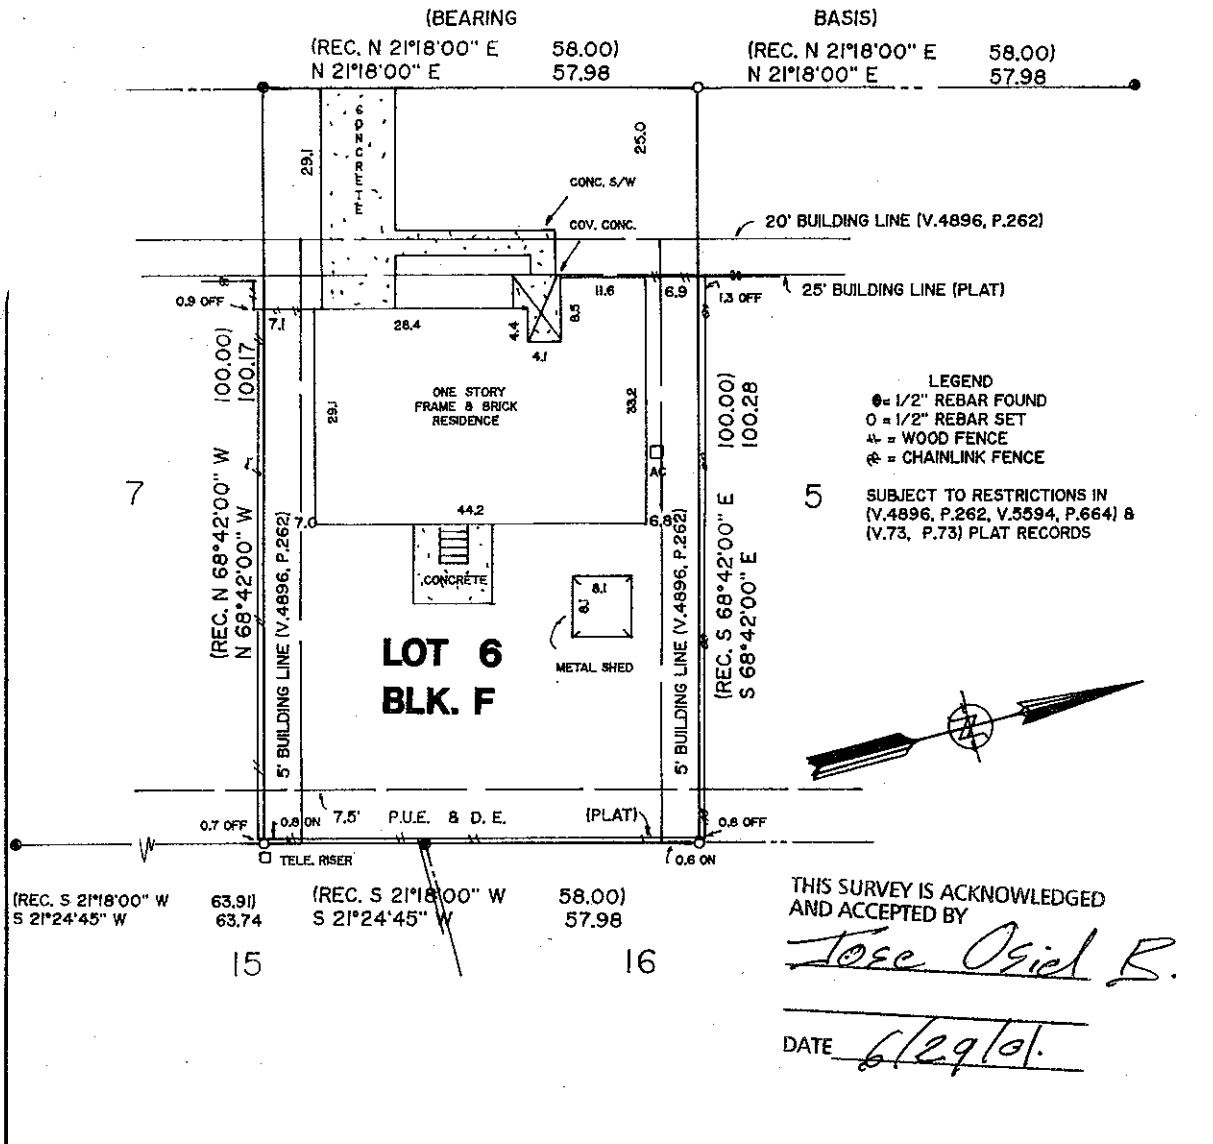 (BEARING BASIS)
(REC. N 21°18'00" E 58.00) (REC. N 21°18'00" E 58.00)
N 21°18'00" E 57.98 N 21°18'00" E 57.98
CONCRETE
29.1
25.0
CONC. S/W
COV. CONC.
20' BUILDING LINE (V.4896, P.262)
25' BUILDING LINE (PLAT)
0.9 OFF
11.6
6.9
1.3 OFF
7.1
28.4
4.4
8.5
4.1
(REC. N 68°42'00" W 100.00)
N 68°42'00" W 100.17
29.1
ONE STORY
FRAME & BRICK
RESIDENCE
33.2
AC
(REC. S 68°42'00" E 100.00)
S 68°42'00" E 100.28
LEGEND
= 1/2" REBAR FOUND
O = 1/2" REBAR SET
= WOOD FENCE
= CHAINLINK FENCE
7
5
SUBJECT TO RESTRICTIONS IN
(V.4896, P.262, V.5594, P.664) &
(V.73, P.73) PLAT RECORDS
7.0
44.2
6.8
5' BUILDING LINE (V.4896, P.262)
5' BUILDING LINE (V.4896, P.262)
CONCRETE
8.1
8.1
METAL SHED
LOT 6
BLK. F
7.5' P.U.E. & D.E. (PLAT)
0.7 OFF
0.8 ON
0.8 OFF
TELE. RISER
0.6 ON
(REC. S 21°18'00" W 63.91) (REC. S 21°18'00" W 58.00)
S 21°24'45" W 63.74 S 21°24'45" W 57.98
15
16
THIS SURVEY IS ACKNOWLEDGED
AND ACCEPTED BY
Jose Osiel R.
DATE 6/29/01.